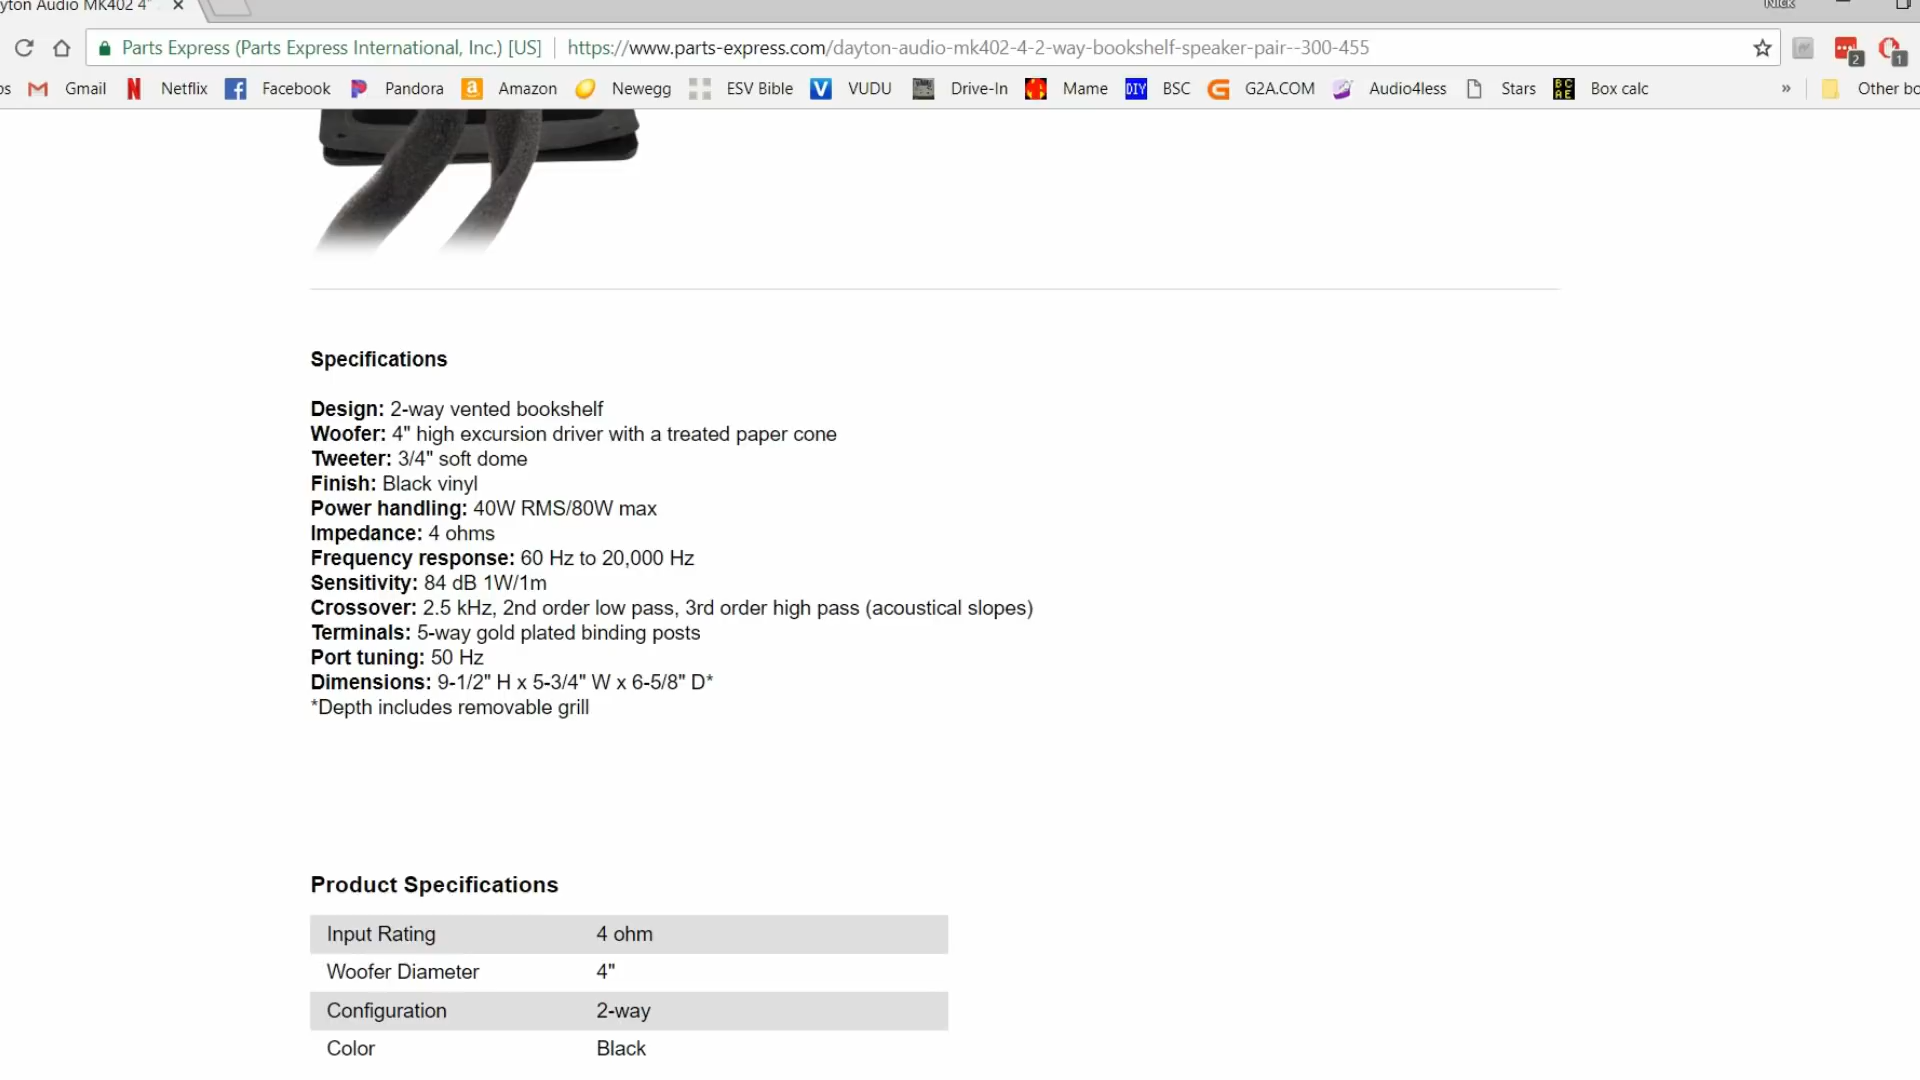 yton Audio MK402 4"
Nick
Parts Express (Parts Express International, Inc.) [US] https://www.parts-express.com/dayton-audio-mk402-4-2-way-bookshelf-speaker-pair--300-455
2
1
ps Gmail Netflix Facebook Pandora Amazon Newegg ESV Bible VUDU Drive-In Mame DIY BSC G2A.COM Audio4less Stars Box calc » Other bo
Specifications
Design: 2-way vented bookshelf
Woofer: 4" high excursion driver with a treated paper cone
Tweeter: 3/4" soft dome
Finish: Black vinyl
Power handling: 40W RMS/80W max
Impedance: 4 ohms
Frequency response: 60 Hz to 20,000 Hz
Sensitivity: 84 dB 1W/1m
Crossover: 2.5 kHz, 2nd order low pass, 3rd order high pass (acoustical slopes)
Terminals: 5-way gold plated binding posts
Port tuning: 50 Hz
Dimensions: 9-1/2" H x 5-3/4" W x 6-5/8" D*
*Depth includes removable grill
Product Specifications
Input Rating 4 ohm
Woofer Diameter 4"
Configuration 2-way
Color Black